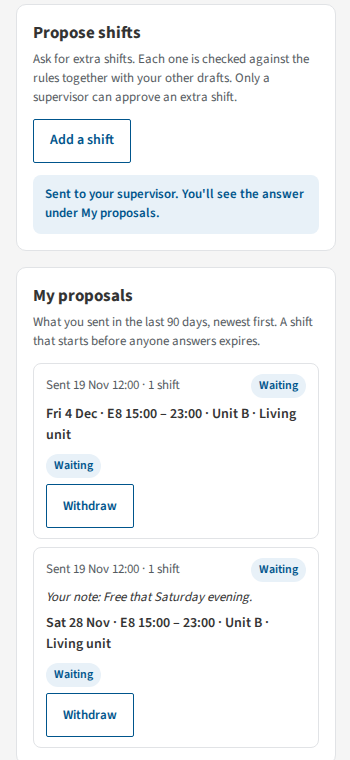 Propose shifts
Ask for extra shifts. Each one is checked against the
rules together with your other drafts. Only a
supervisor can approve an extra shift.
Add a shift
Sent to your supervisor. You'll see the answer
under My proposals.
My proposals
What you sent in the last 90 days, newest first. A shift
that starts before anyone answers expires.
Sent 19 Nov 12:00 · 1 shift
Waiting
Fri 4 Dec · E8 15:00 – 23:00 · Unit B · Living
unit
Waiting
Withdraw
Sent 19 Nov 12:00 · 1 shift
Waiting
Your note: Free that Saturday evening.
Sat 28 Nov · E8 15:00 – 23:00 · Unit B ·
Living unit
Waiting
Withdraw